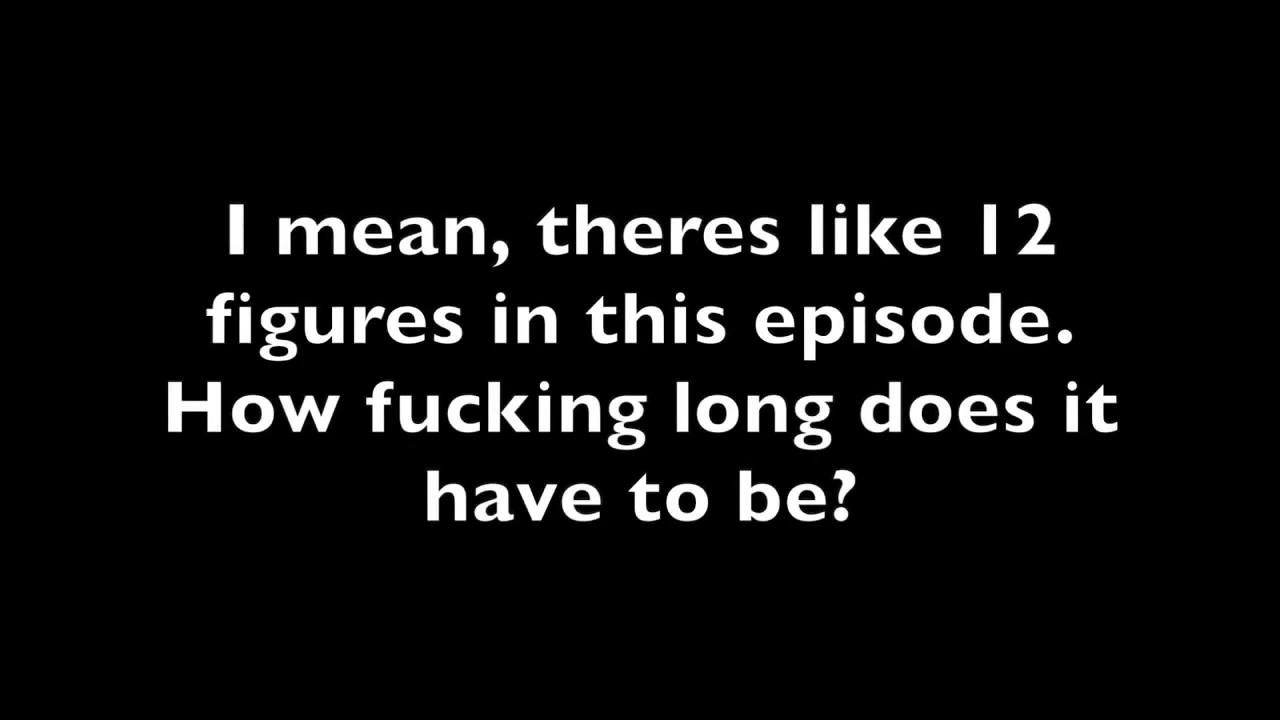 I mean, theres like 12
figures in this episode.
How fucking long does it
have to be?